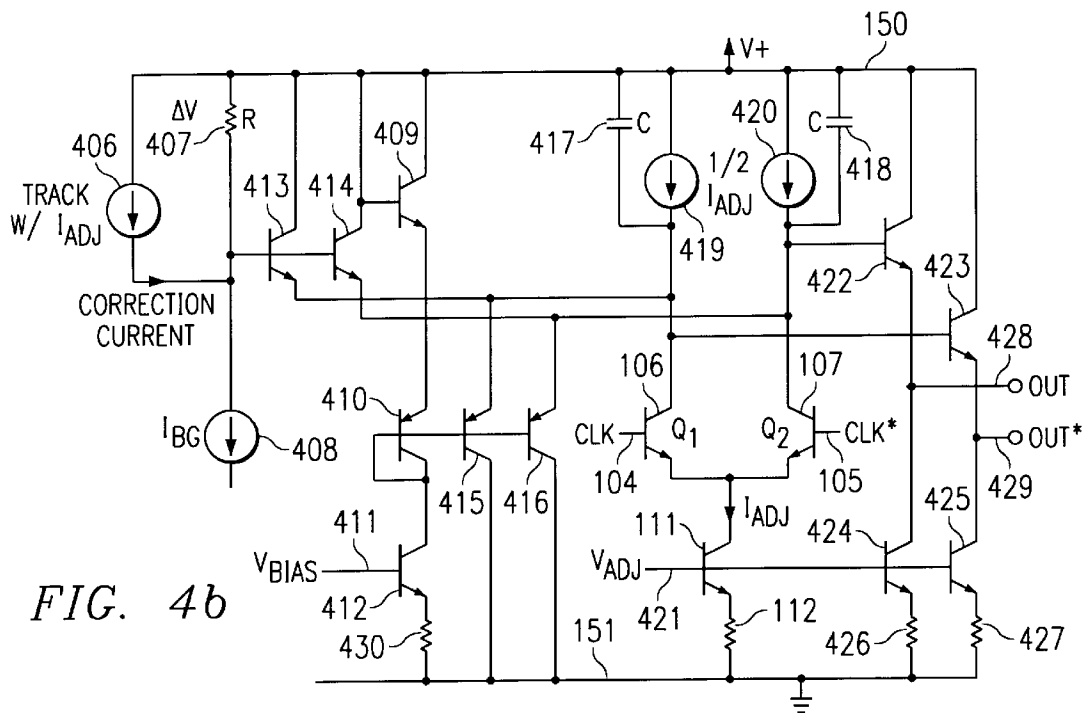 150
V+
ΔV
R
407
409
417
C
420
C
418
406
413
414
1/2
I_ADJ
419
TRACK
W/ I_ADJ
422
423
CORRECTION
CURRENT
428
106
107
OUT
410
CLK
Q1
Q2
CLK*
I_BG
408
OUT*
104
105
429
415
416
425
411
111
I_ADJ
424
V_BIAS
V_ADJ
FIG. 4b
412
421
112
430
151
426
427